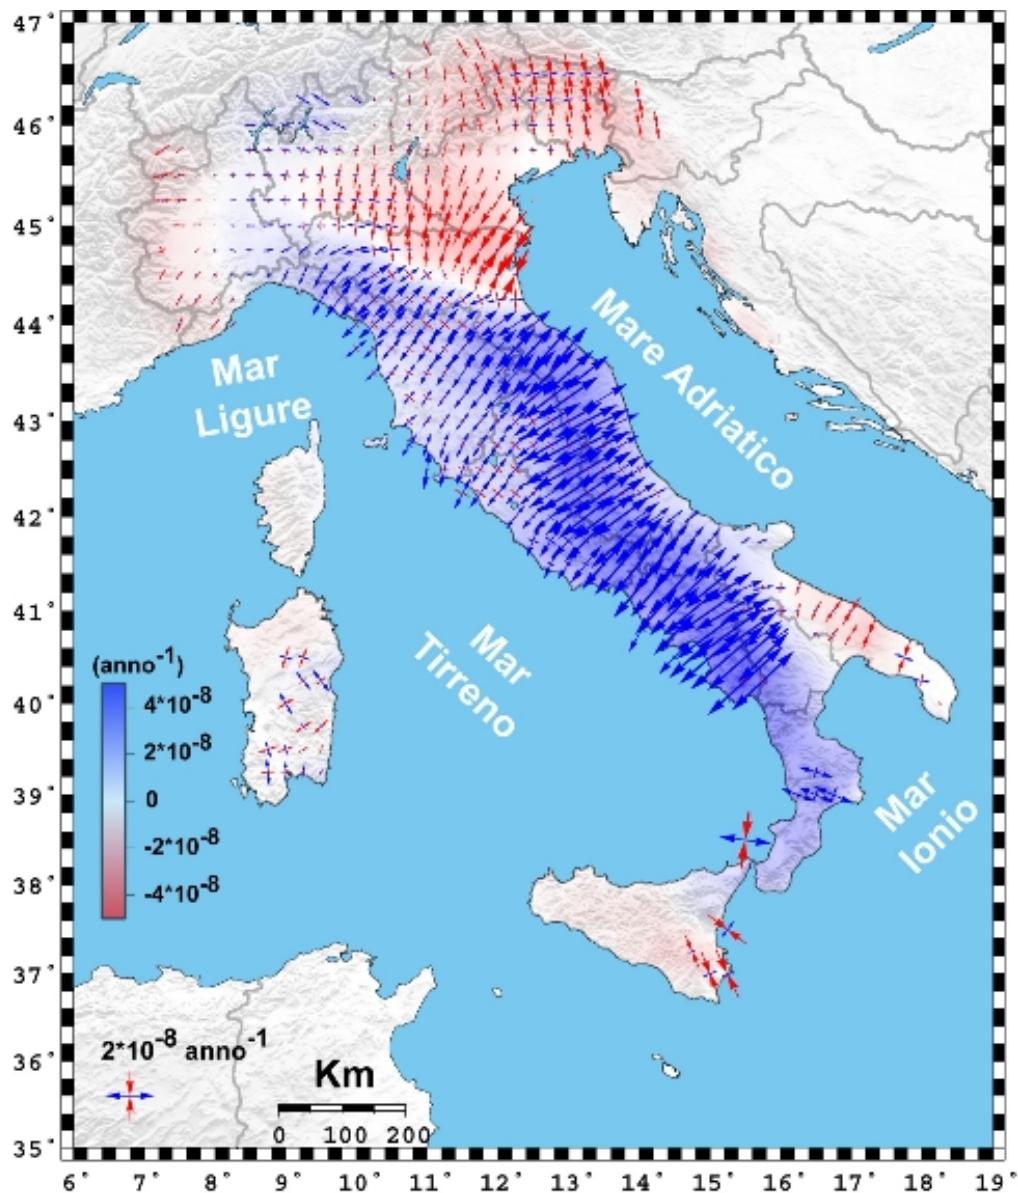 47°
46°
45°
44°
43°
42°
41°
40°
39°
38°
37°
36°
35°
Mar
Ligure
Mare Adriatico
Mar
Tirreno
Mar
Ionio
(anno-1)
4*10-8
2*10-8
0
-2*10-8
-4*10-8
2*10-8 anno-1
Km
0 100 200
6° 7° 8° 9° 10° 11° 12° 13° 14° 15° 16° 17° 18° 19°